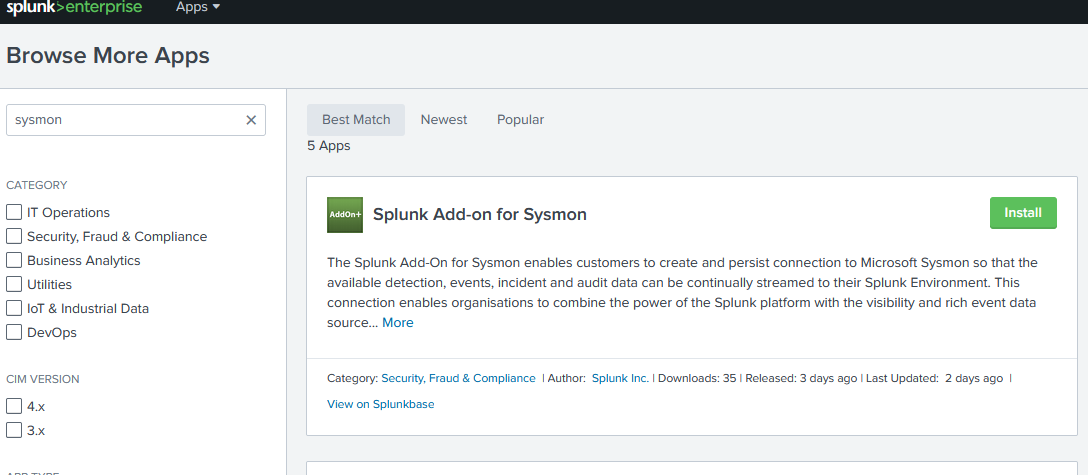 splunk>enterprise Apps
Browse More Apps
sysmon
CATEGORY
IT Operations
Security, Fraud & Compliance
Business Analytics
Utilities
IoT & Industrial Data
DevOps
CIM VERSION
4.x
3.x
APP TYPE
Best Match Newest Popular
5 Apps
AddOn+
Splunk Add-on for Sysmon
Install
The Splunk Add-On for Sysmon enables customers to create and persist connection to Microsoft Sysmon so that the
available detection, events, incident and audit data can be continually streamed to their Splunk Environment. This
connection enables organisations to combine the power of the Splunk platform with the visibility and rich event data
source... More
Category: Security, Fraud & Compliance | Author: Splunk Inc. | Downloads: 35 | Released: 3 days ago | Last Updated: 2 days ago |
View on Splunkbase